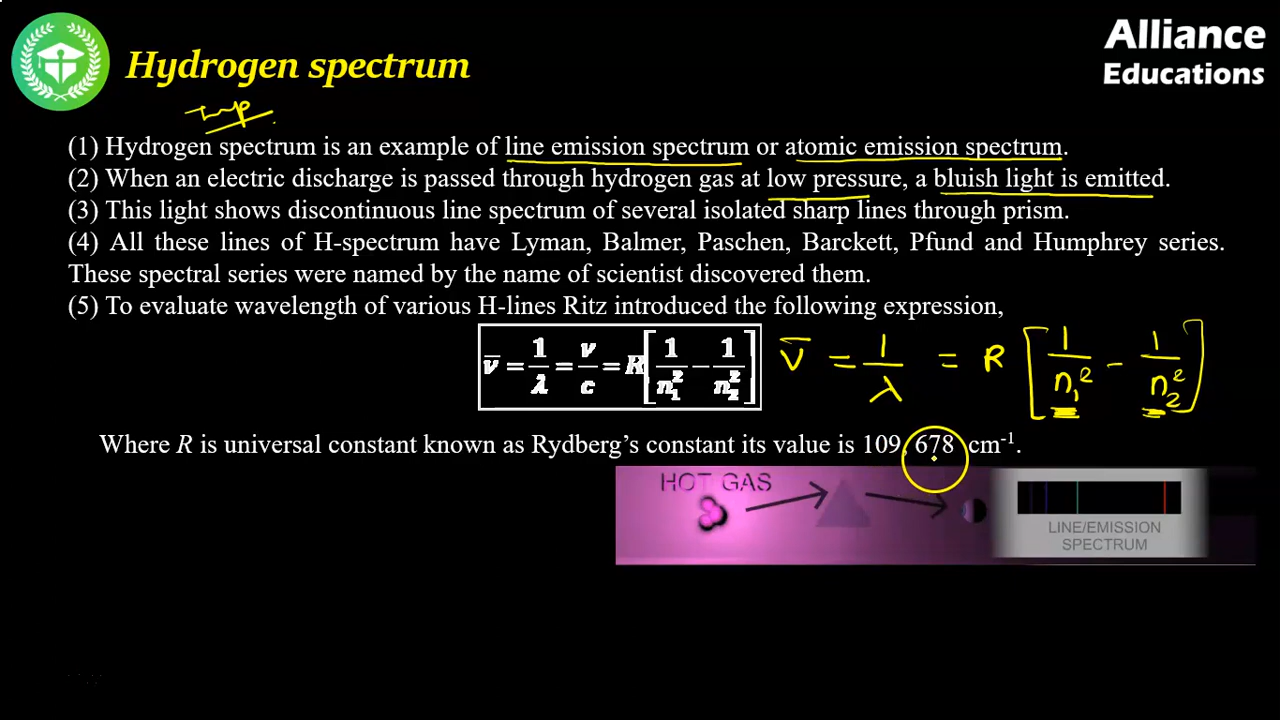 Hydrogen spectrum
Alliance
Educations
Imp
(1) Hydrogen spectrum is an example of line emission spectrum or atomic emission spectrum.
(2) When an electric discharge is passed through hydrogen gas at low pressure, a bluish light is emitted.
(3) This light shows discontinuous line spectrum of several isolated sharp lines through prism.
(4) All these lines of H-spectrum have Lyman, Balmer, Paschen, Barckett, Pfund and Humphrey series.
These spectral series were named by the name of scientist discovered them.
(5) To evaluate wavelength of various H-lines Ritz introduced the following expression,
ν̅ = 1/λ = ν/c = R[1/n₁² − 1/n₂²] ν̅ = 1/λ = R [1/n₁² − 1/n₂²]
Where R is universal constant known as Rydberg’s constant its value is 109, 678 cm⁻¹.
HOT GAS
LINE/EMISSION
SPECTRUM